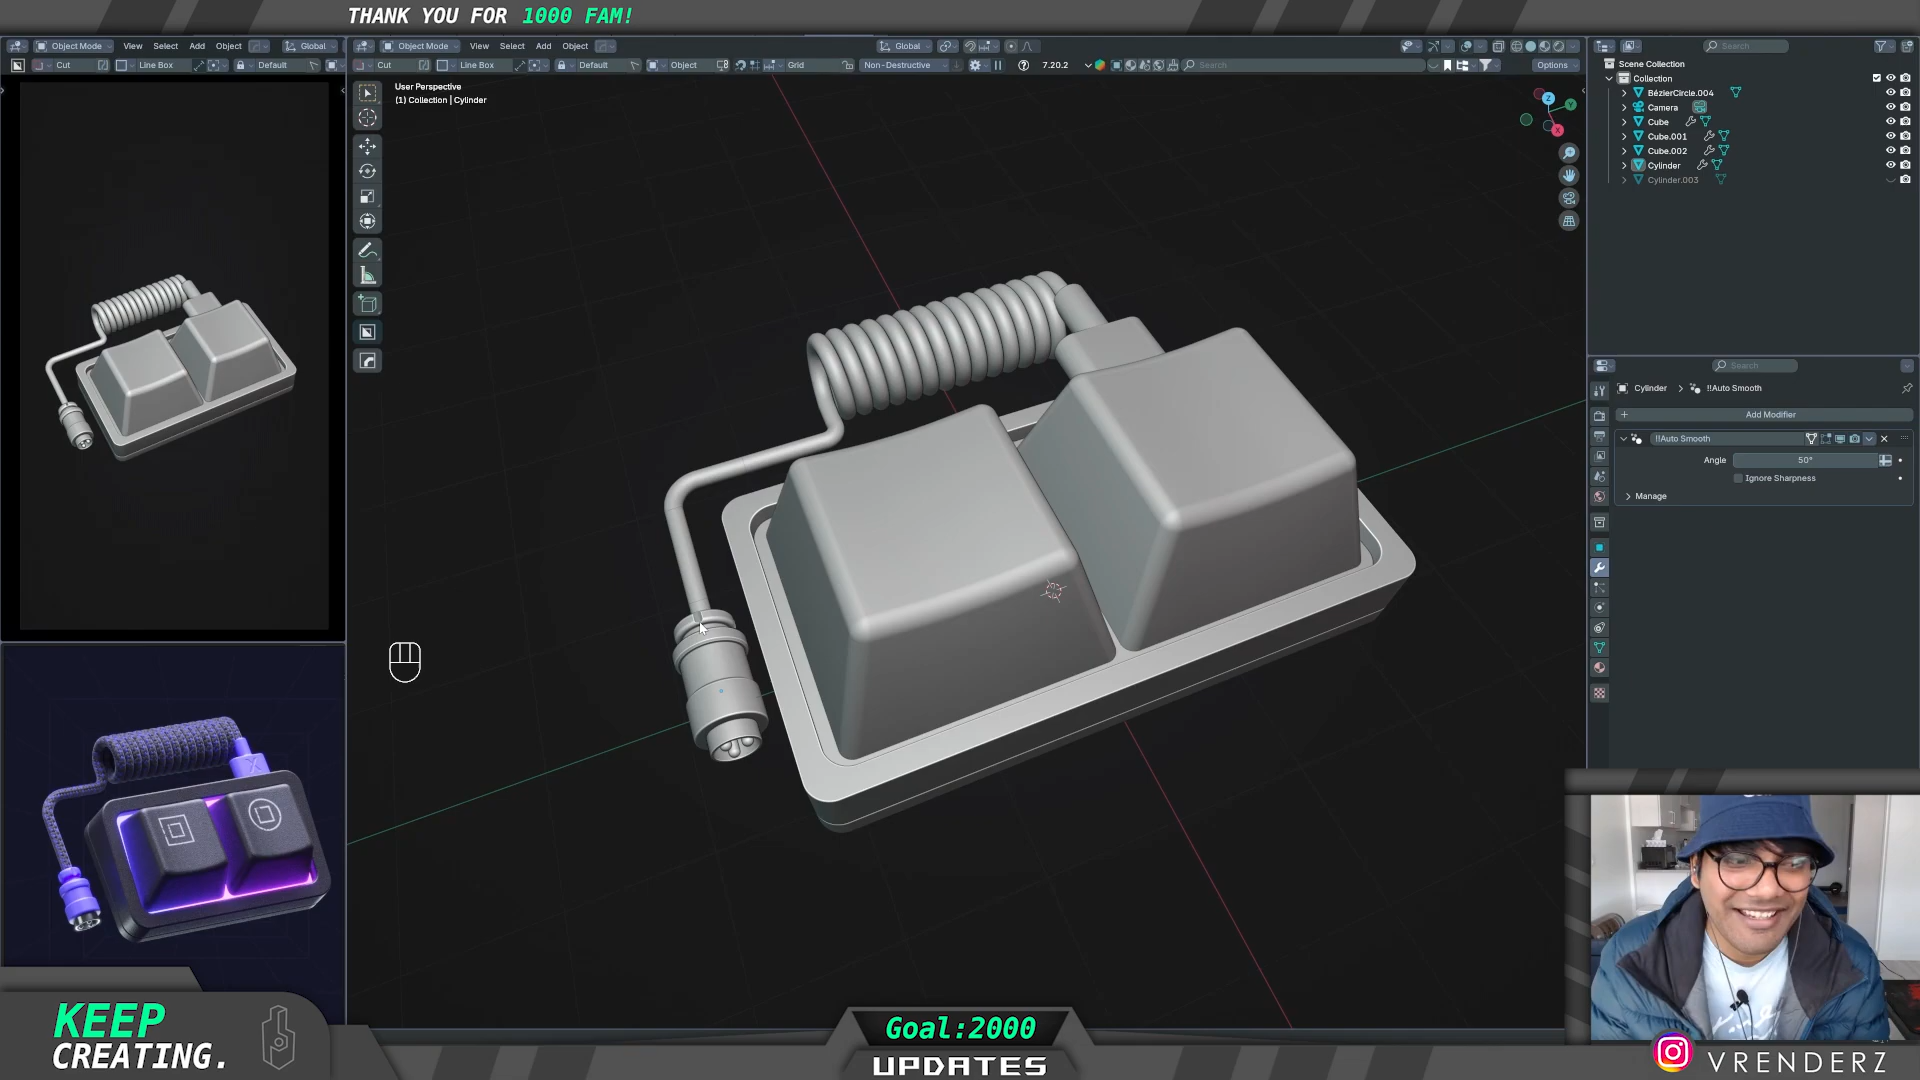 THANK YOU FOR 1000 FAM!
Object Mode View Select Add Object Global
Object Mode View Select Add Object Global
Cut Line Box Default
Cut Line Box Default Object Grid Non-Destructive 7.20.2 Search Options
User Perspective
(1) Collection | Cylinder
Z
Y
X
Search
Scene Collection
Collection
BézierCircle.004
Camera
Cube
Cube.001
Cube.002
Cylinder
Cylinder.003
Search
Cylinder !!Auto Smooth
Add Modifier
!!Auto Smooth
Angle 50°
Ignore Sharpness
Manage
X
KEEP
CREATING.
Goal:2000
UPDATES
VRENDERZ